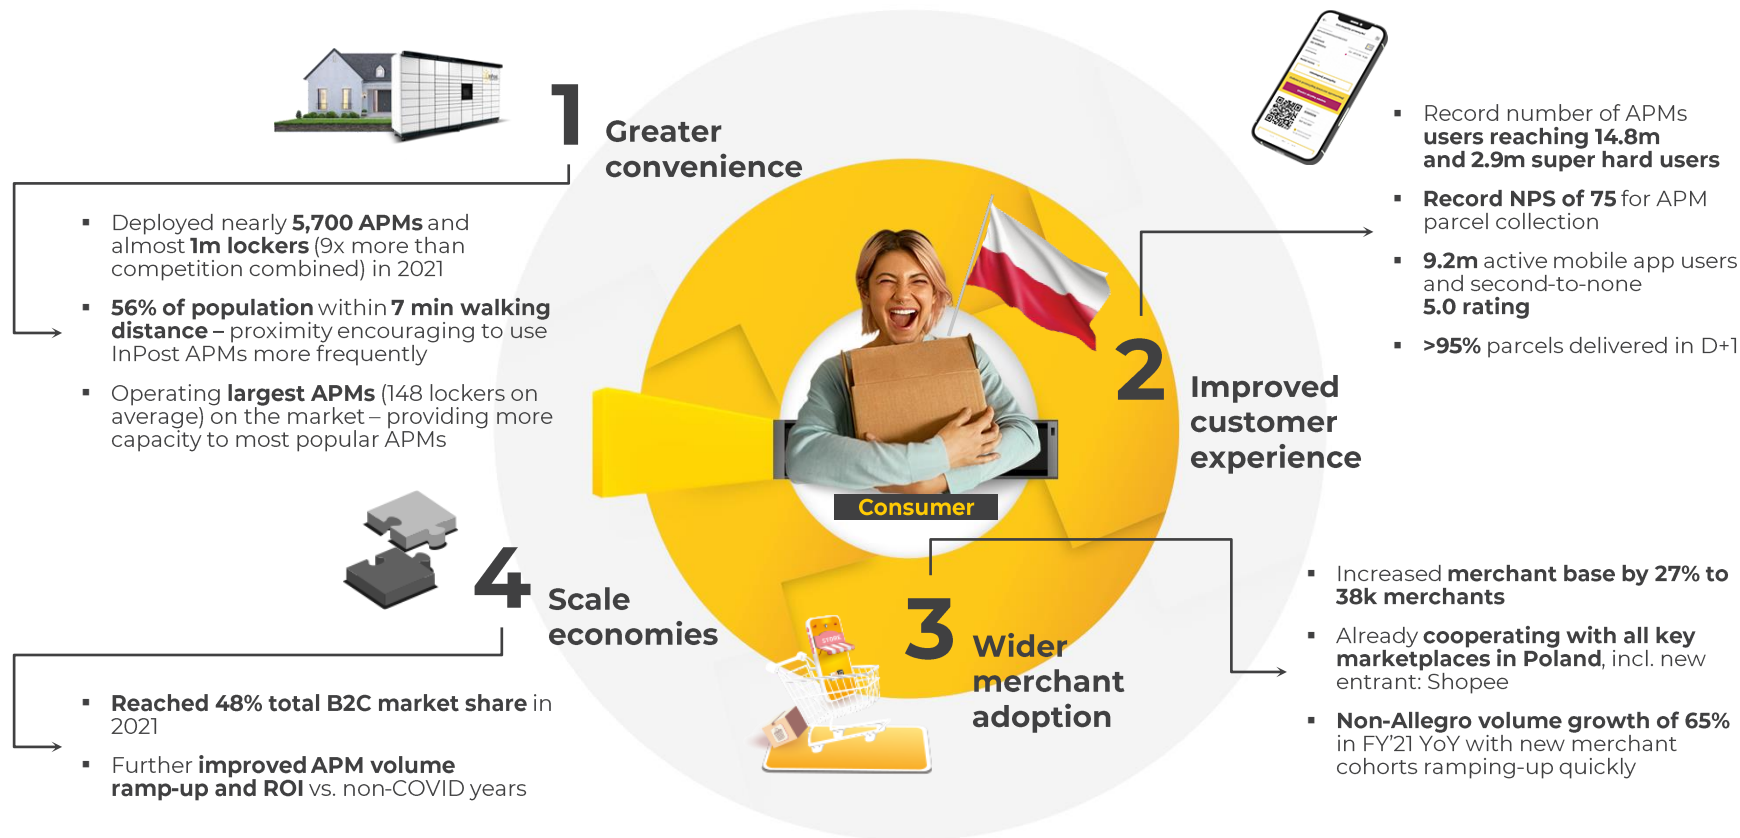 1
Greater
convenience
▪ Deployed nearly 5,700 APMs and
almost 1m lockers (9x more than
competition combined) in 2021
▪ 56% of population within 7 min walking
distance – proximity encouraging to use
InPost APMs more frequently
▪ Operating largest APMs (148 lockers on
average) on the market – providing more
capacity to most popular APMs
2
Improved
customer
experience
▪ Record number of APMs
users reaching 14.8m
and 2.9m super hard users
▪ Record NPS of 75 for APM
parcel collection
▪ 9.2m active mobile app users
and second-to-none
5.0 rating
▪ >95% parcels delivered in D+1
Consumer
3
Wider
merchant
adoption
STORE
▪ Increased merchant base by 27% to
38k merchants
▪ Already cooperating with all key
marketplaces in Poland, incl. new
entrant: Shopee
▪ Non-Allegro volume growth of 65%
in FY'21 YoY with new merchant
cohorts ramping-up quickly
4
Scale
economies
▪ Reached 48% total B2C market share in
2021
▪ Further improved APM volume
ramp-up and ROI vs. non-COVID years